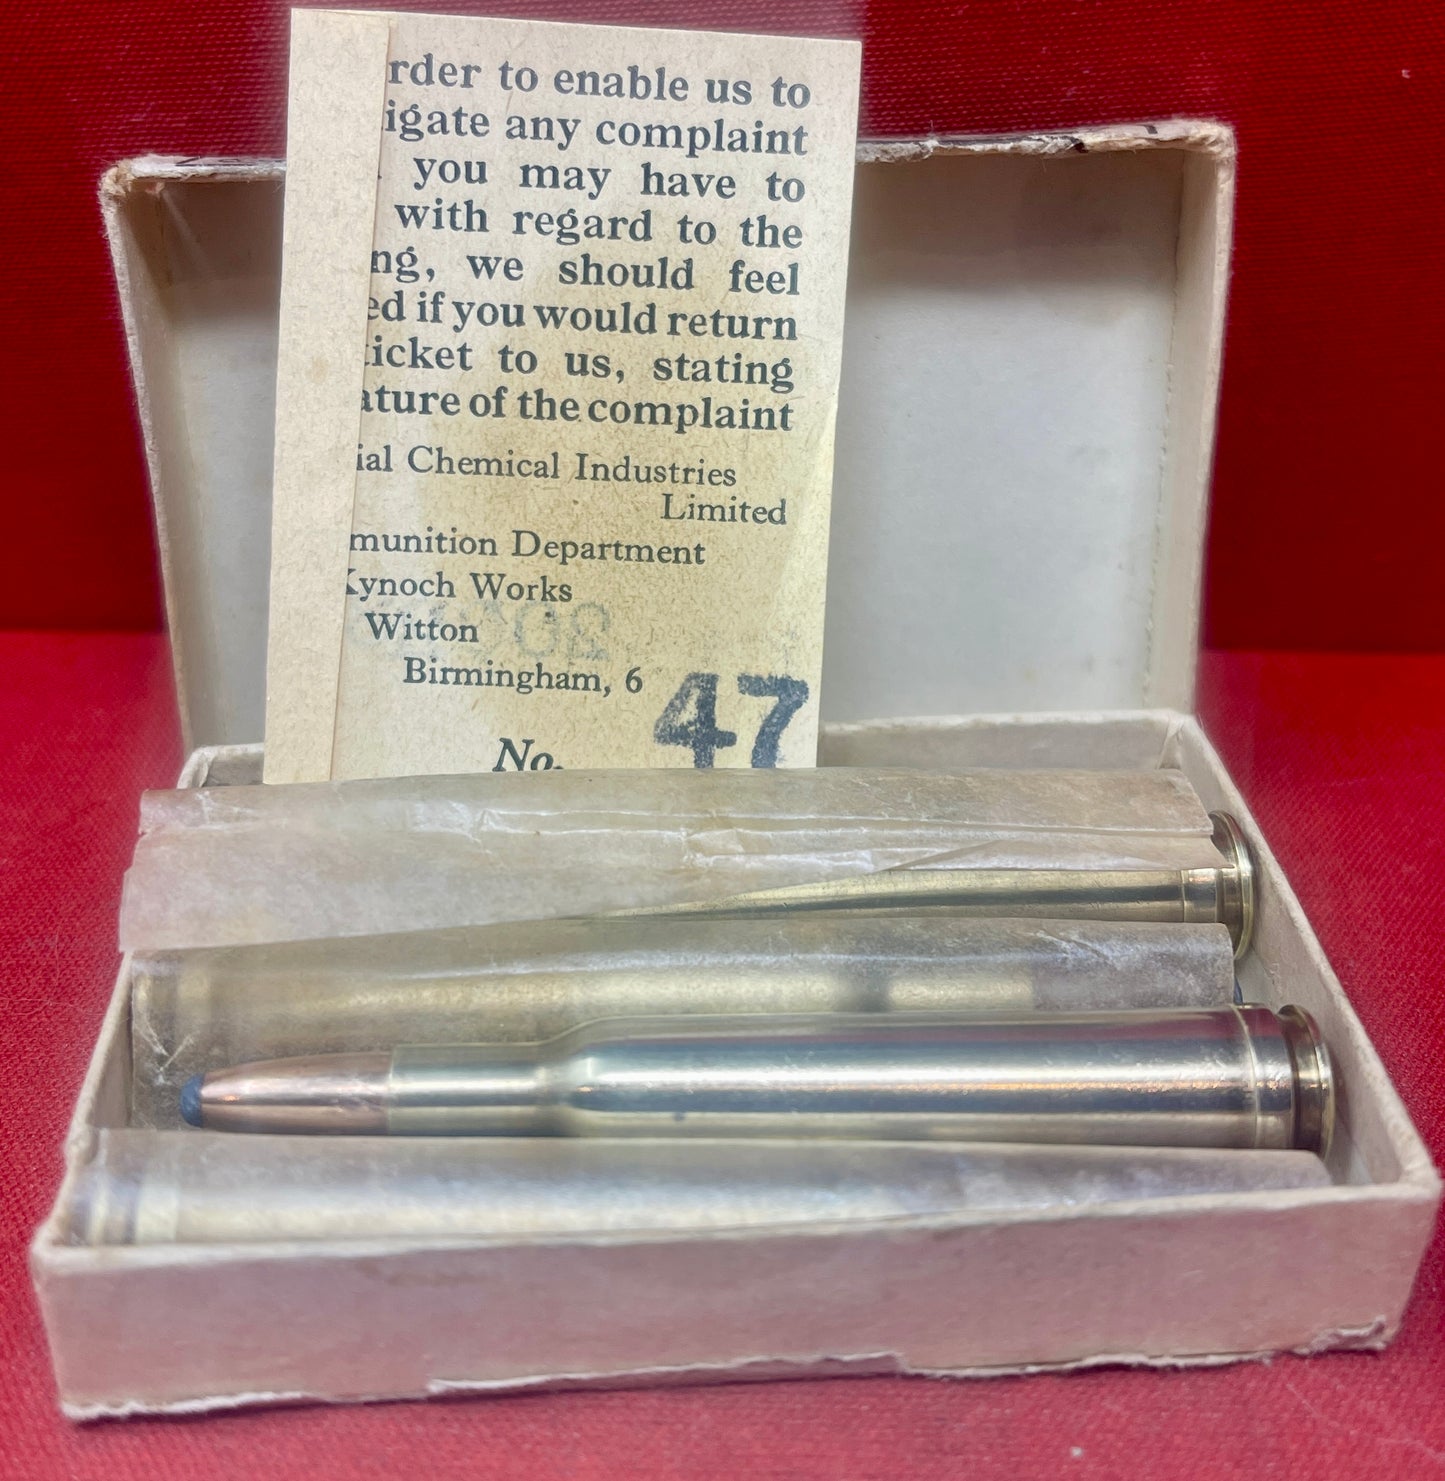 rder to enable us to
igate any complaint
you may have to
with regard to the
ng, we should feel
ed if you would return
ticket to us, stating
ature of the complaint
ial Chemical Industries
Limited
munition Department
Kynoch Works
Witton
Birmingham, 6
No. 47